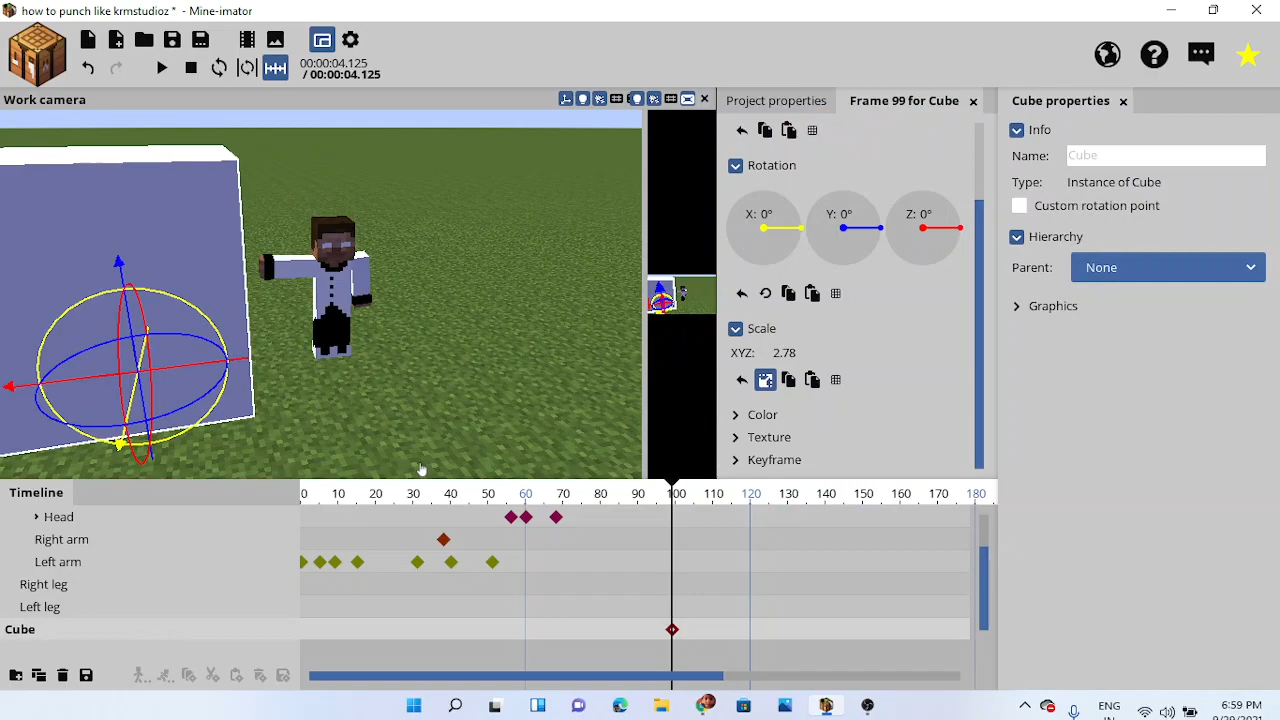 how to punch like krmstudioz * - Mine-imator
00:00:04.125
/ 00:00:04.125
Work camera
Project properties
Frame 99 for Cube
Cube properties
Info
Name: Cube
Type: Instance of Cube
Custom rotation point
Hierarchy
Parent: None
Graphics
Rotation
X: 0° Y: 0° Z: 0°
Scale
XYZ: 2.78
Color
Texture
Keyframe
Timeline
0 10 20 30 40 50 60 70 80 90 100 110 120 130 140 150 160 170 180
Head
Right arm
Left arm
Right leg
Left leg
Cube
ENG
IN
6:59 PM